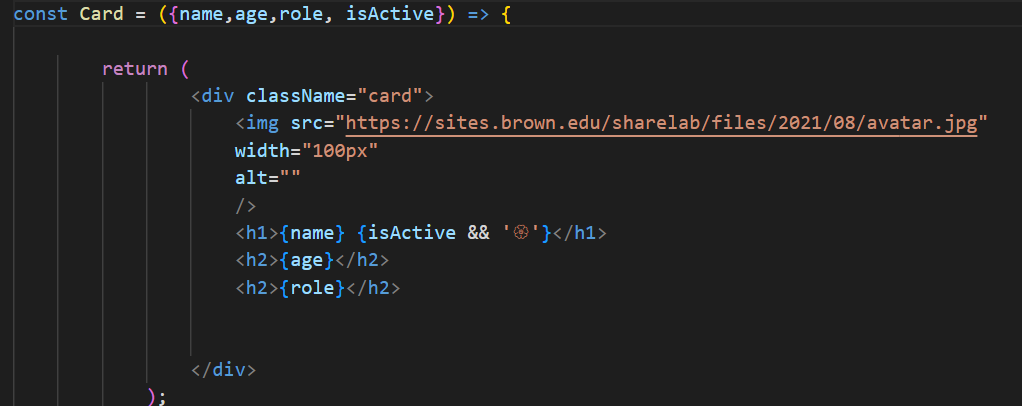 const Card = ({name,age,role, isActive}) => {
return (
<div className="card">
<img src="https://sites.brown.edu/sharelab/files/2021/08/avatar.jpg"
width="100px"
alt=""
/>
<h1>{name} {isActive && '🏵'}</h1>
<h2>{age}</h2>
<h2>{role}</h2>
</div>
);